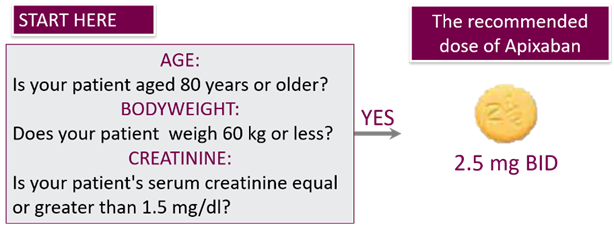 START HERE
AGE:
Is your patient aged 80 years or older?
BODYWEIGHT:
Does your patient weigh 60 kg or less?
CREATININE:
Is your patient's serum creatinine equal
or greater than 1.5 mg/dl?
YES
The recommended
dose of Apixaban
2½
2.5 mg BID